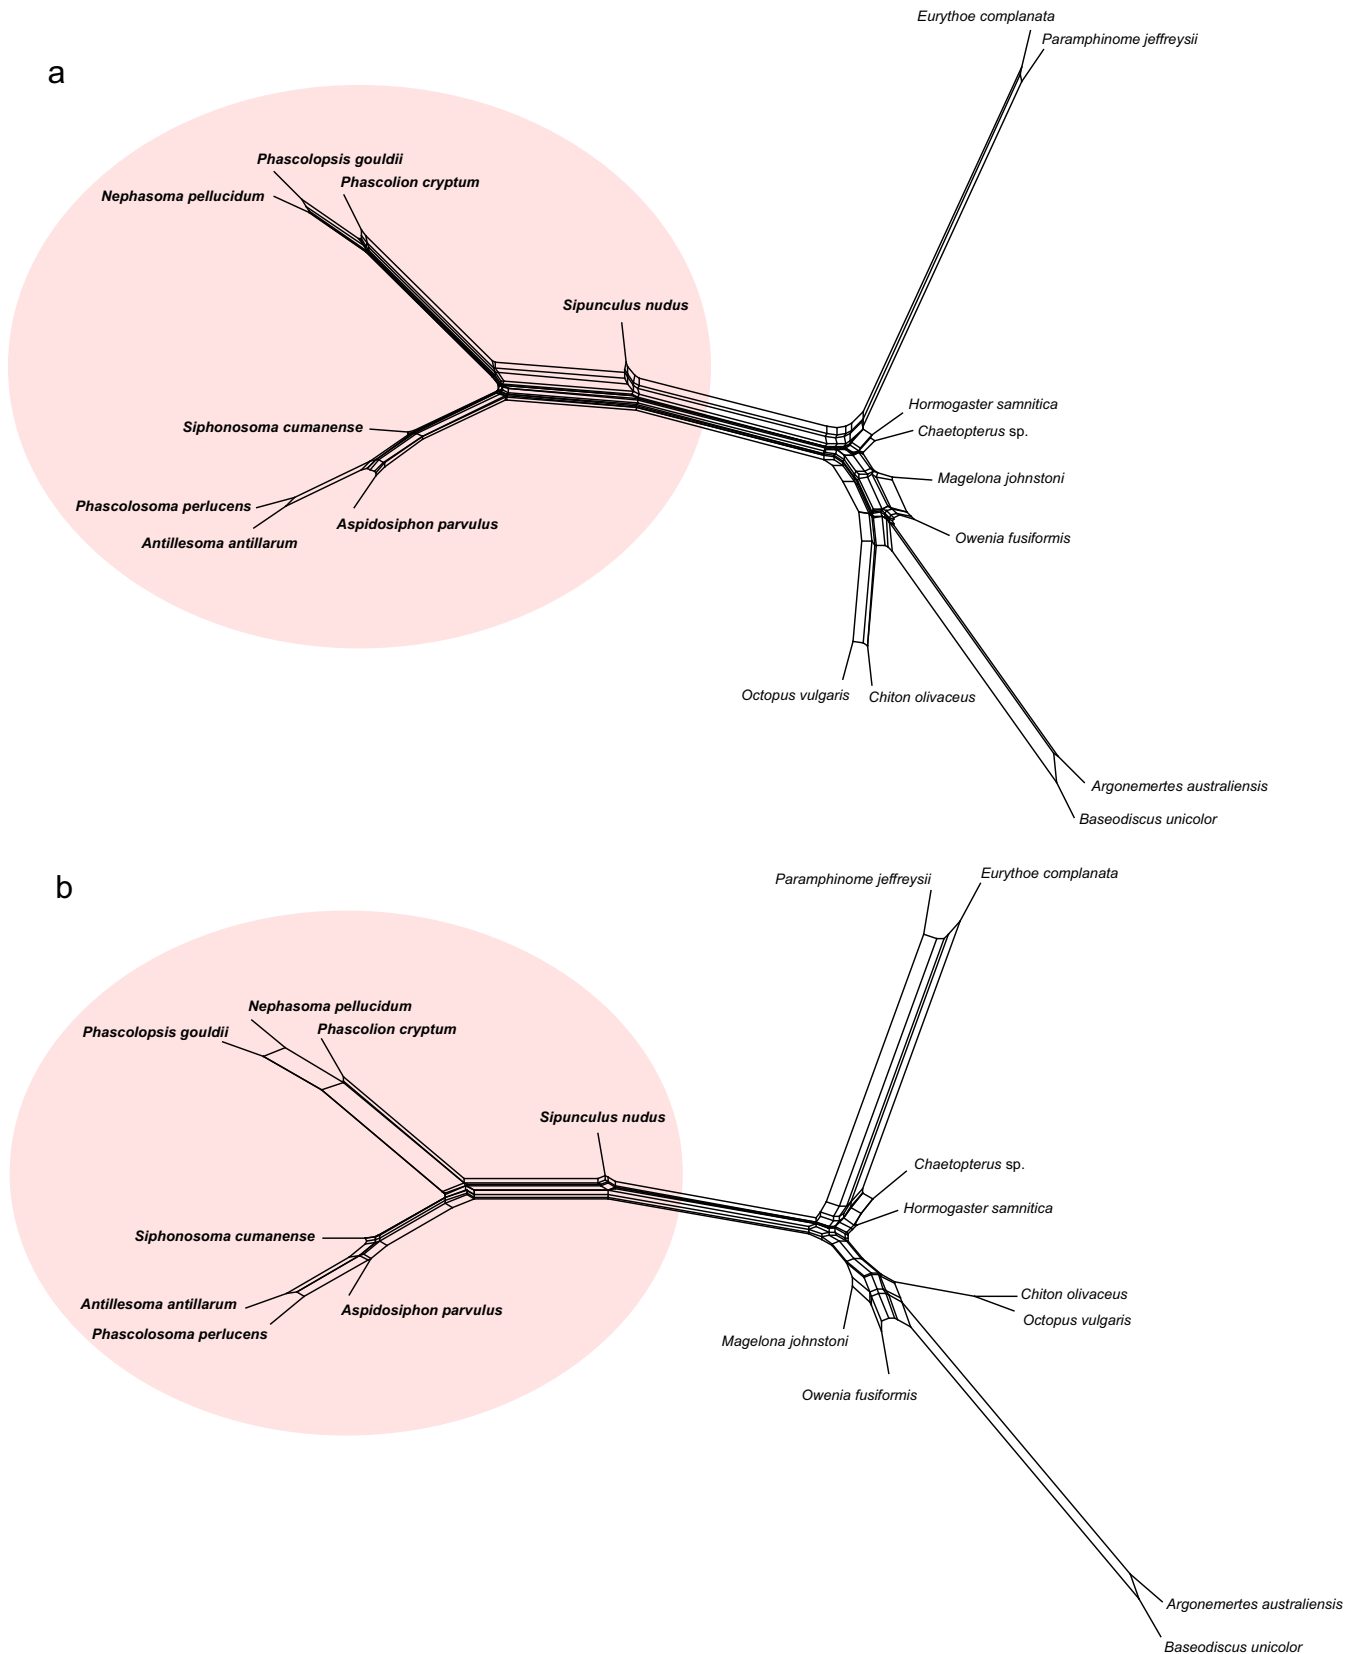 Eurythoe complanata
Paramphinome jeffreysii
a
Phascolopsis gouldii
Phascolion cryptum
Nephasoma pellucidum
Sipunculus nudus
Hormogaster samnitica
Siphonosoma cumanense
Chaetopterus sp.
Magelona johnstoni
Phascolosoma perlucens
Aspidosiphon parvulus
Antillesoma antillarum
Owenia fusiformis
Octopus vulgaris
Chiton olivaceus
Argonemertes australiensis
Baseodiscus unicolor
b
Paramphinome jeffreysii
Eurythoe complanata
Nephasoma pellucidum
Phascolopsis gouldii
Phascolion cryptum
Sipunculus nudus
Chaetopterus sp.
Hormogaster samnitica
Siphonosoma cumanense
Chiton olivaceus
Antillesoma antillarum
Aspidosiphon parvulus
Octopus vulgaris
Phascolosoma perlucens
Magelona johnstoni
Owenia fusiformis
Argonemertes australiensis
Baseodiscus unicolor